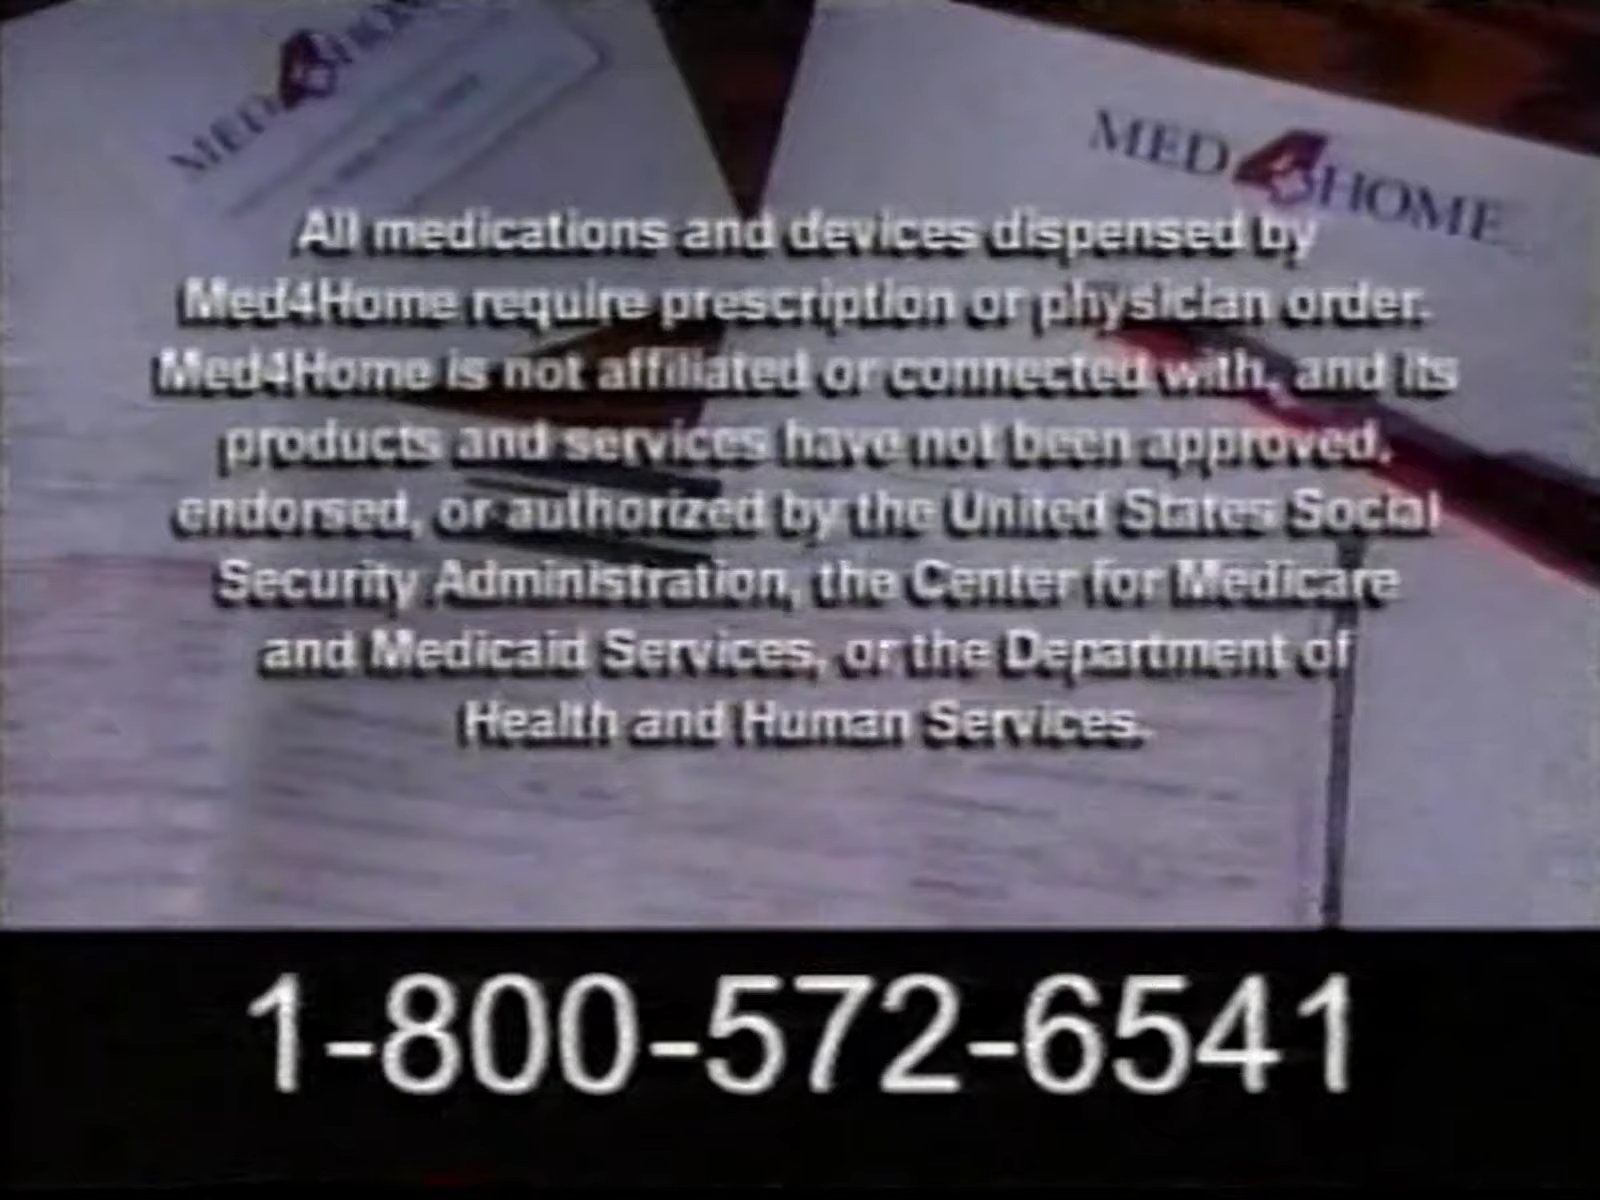 MED4HOME
MED4HOME
All medications and devices dispensed by
Med4Home require prescription or physician order.
Med4Home is not affiliated or connected with, and its
products and services have not been approved,
endorsed, or authorized by the United States Social
Security Administration, the Center for Medicare
and Medicaid Services, or the Department of
Health and Human Services.
1-800-572-6541